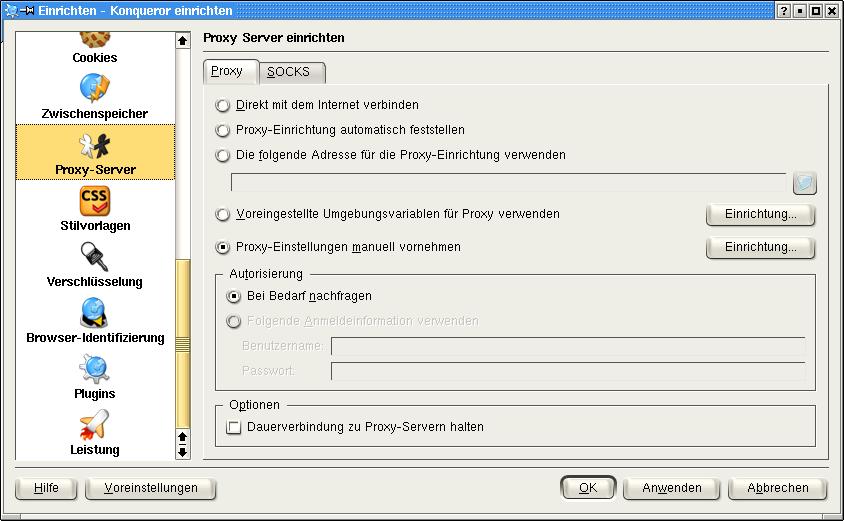 Einrichten - Konqueror einrichten
Cookies
Zwischenspeicher
Proxy-Server
CSS
Stilvorlagen
Verschlüsselung
Browser-Identifizierung
Plugins
Leistung
Proxy Server einrichten
Proxy SOCKS
Direkt mit dem Internet verbinden
Proxy-Einrichtung automatisch feststellen
Die folgende Adresse für die Proxy-Einrichtung verwenden
Voreingestellte Umgebungsvariablen für Proxy verwenden Einrichtung...
Proxy-Einstellungen manuell vornehmen Einrichtung...
Autorisierung
Bei Bedarf nachfragen
Folgende Anmeldeinformation verwenden
Benutzername:
Passwort:
Optionen
Dauerverbindung zu Proxy-Servern halten
Hilfe Voreinstellungen OK Anwenden Abbrechen